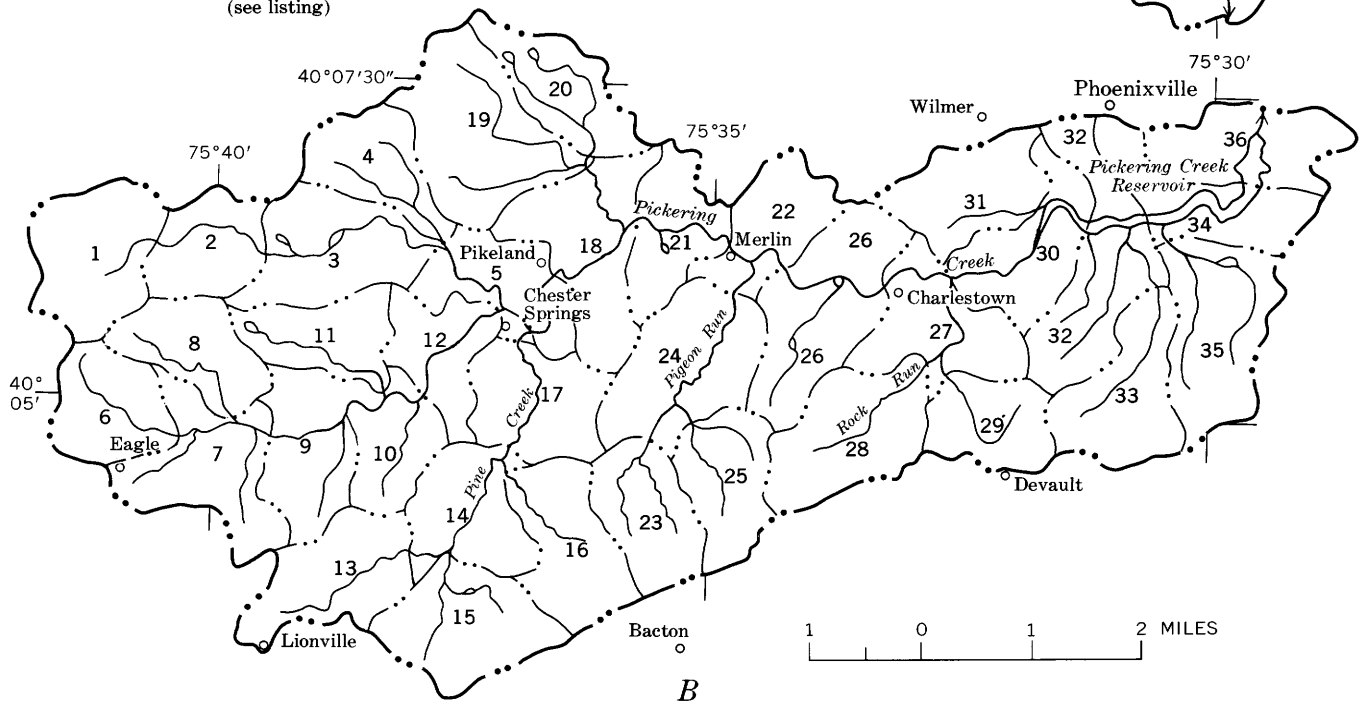 (see listing)
40°07'30"
75°30'
Phoenixville
Wilmer
20
19
32
36
75°35'
75°40'
4
Pickering Creek
Reservoir
31
Pickering
22
34
1
2
3
18
21
Merlin
26
30
Pikeland
5
Creek
Chester
Springs
Charlestown
40°
05'
8
11
12
24
Pigeon Run
26
27
32
35
6
17
Creek
Rock Run
33
Eagle
7
9
10
28
29
25
Devault
Pine
14
23
16
13
15
Lionville
Bacton
1 0 1 2 MILES
B